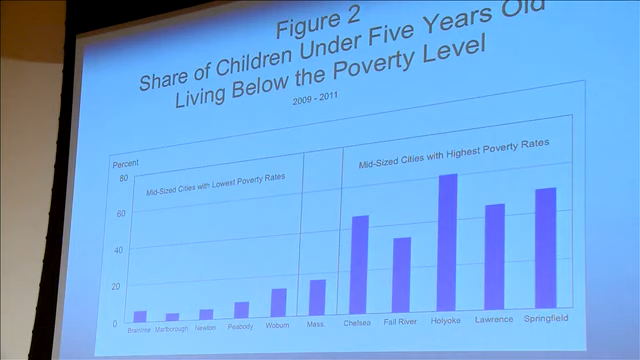 Figure 2
Share of Children Under Five Years Old
Living Below the Poverty Level
2009 - 2011
Percent
Mid-Sized Cities with Lowest Poverty Rates
Mid-Sized Cities with Highest Poverty Rates
80
60
40
20
0
Braintree Marlborough Newton Peabody Woburn Mass. Chelsea Fall River Holyoke Lawrence Springfield